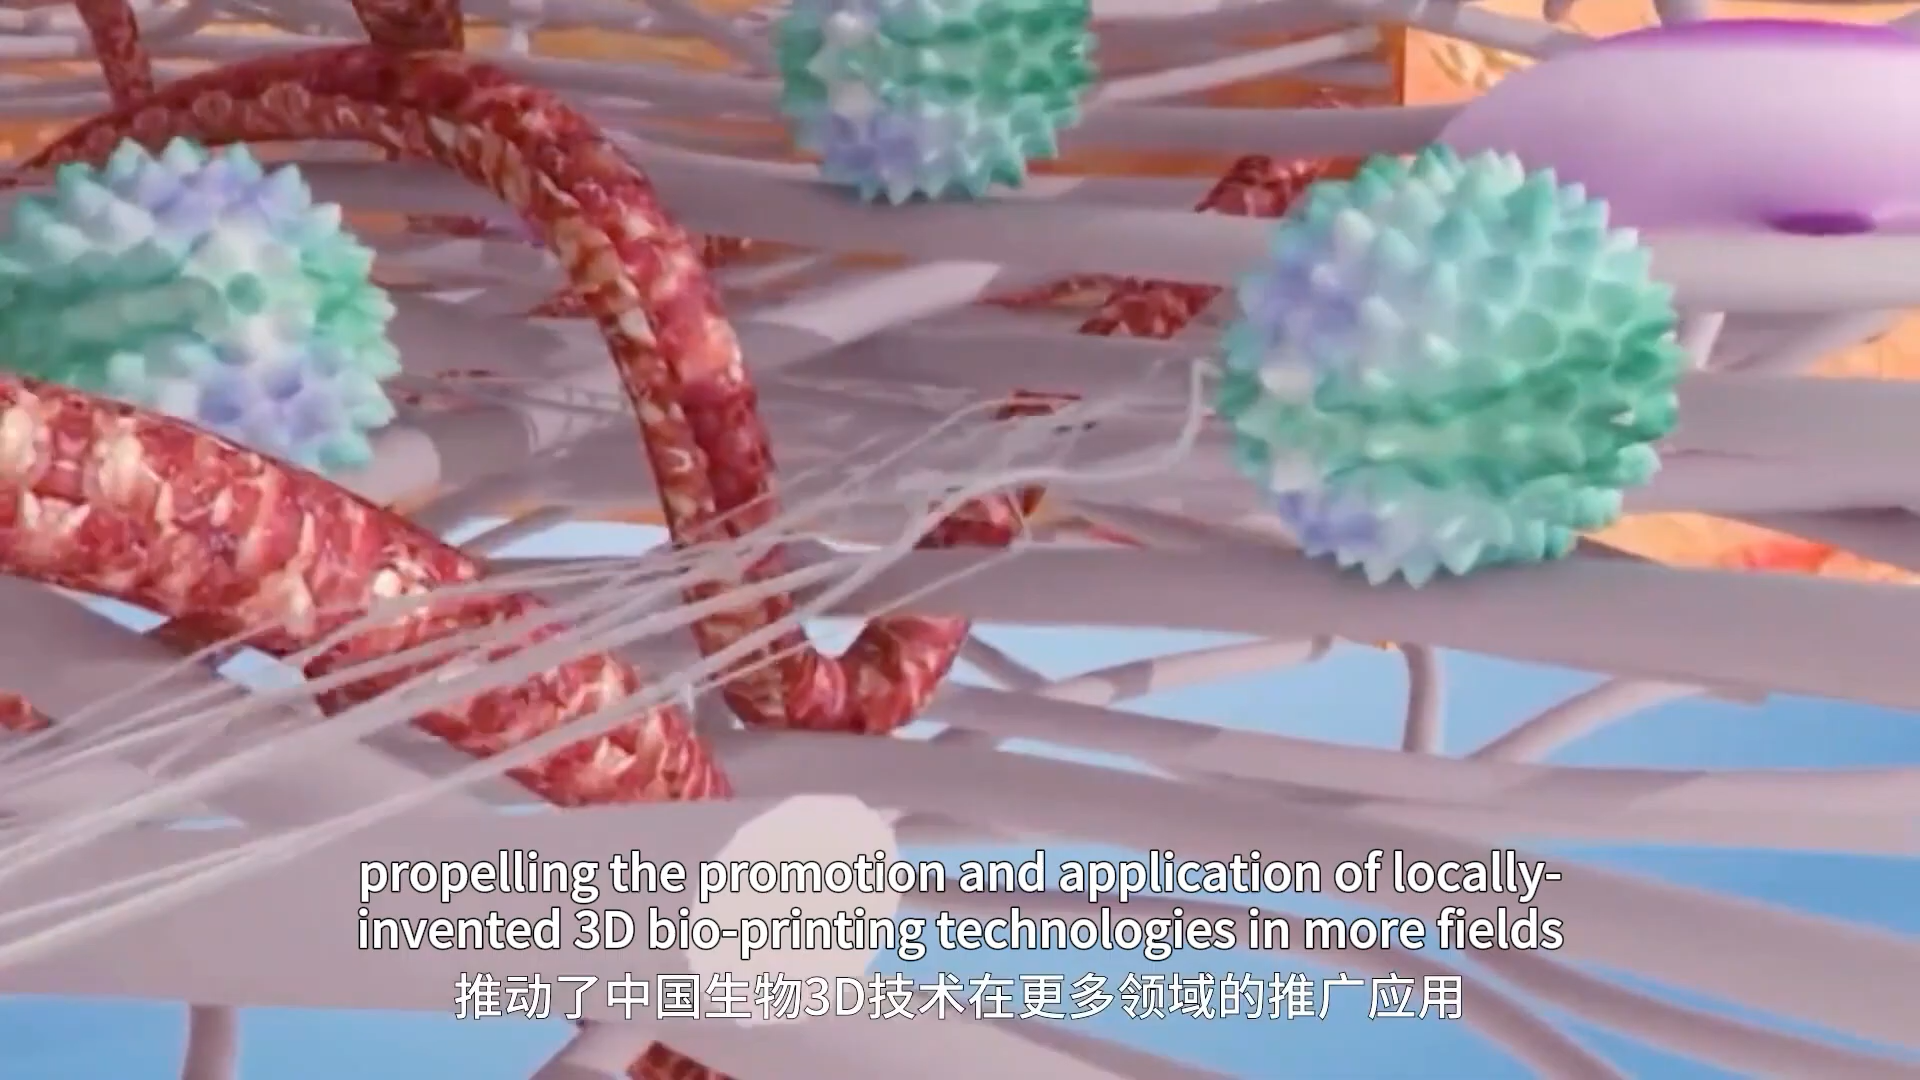 propelling the promotion and application of locally-
invented 3D bio-printing technologies in more fields
推动了中国生物3D技术在更多领域的推广应用